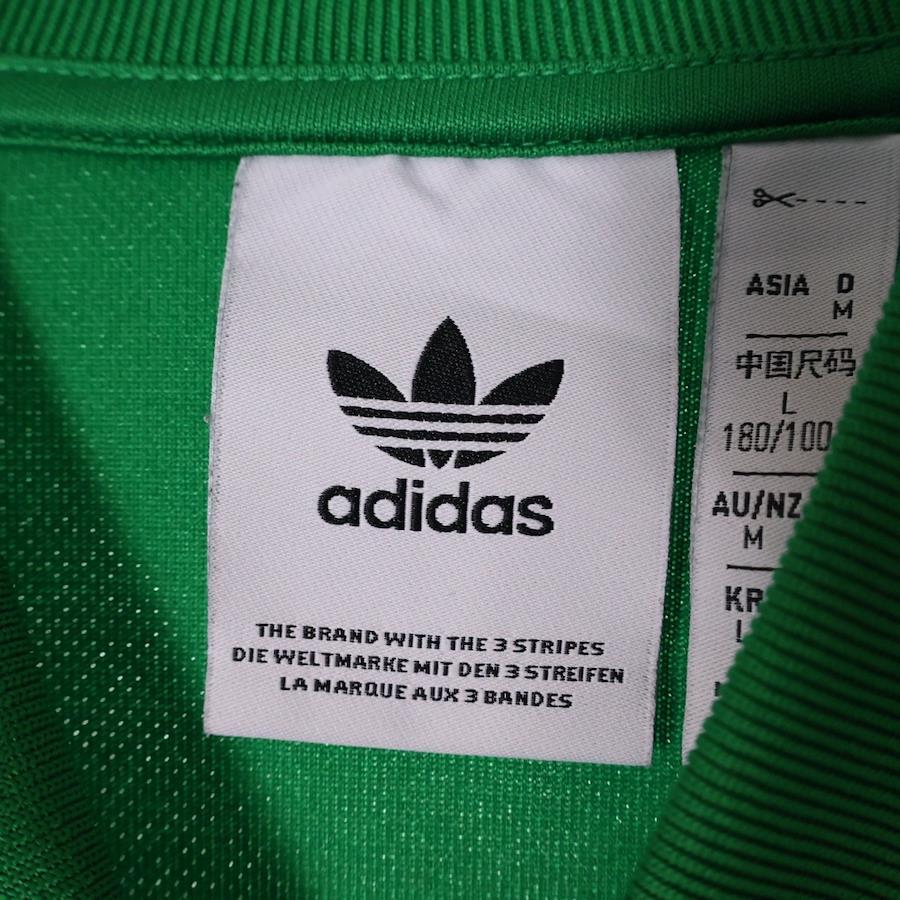 adidas
THE BRAND WITH THE 3 STRIPES
DIE WELTMARKE MIT DEN 3 STREIFEN
LA MARQUE AUX 3 BANDES
ASIA D
M
中国尺码
L
180/100
AU/NZ
M
KR
L